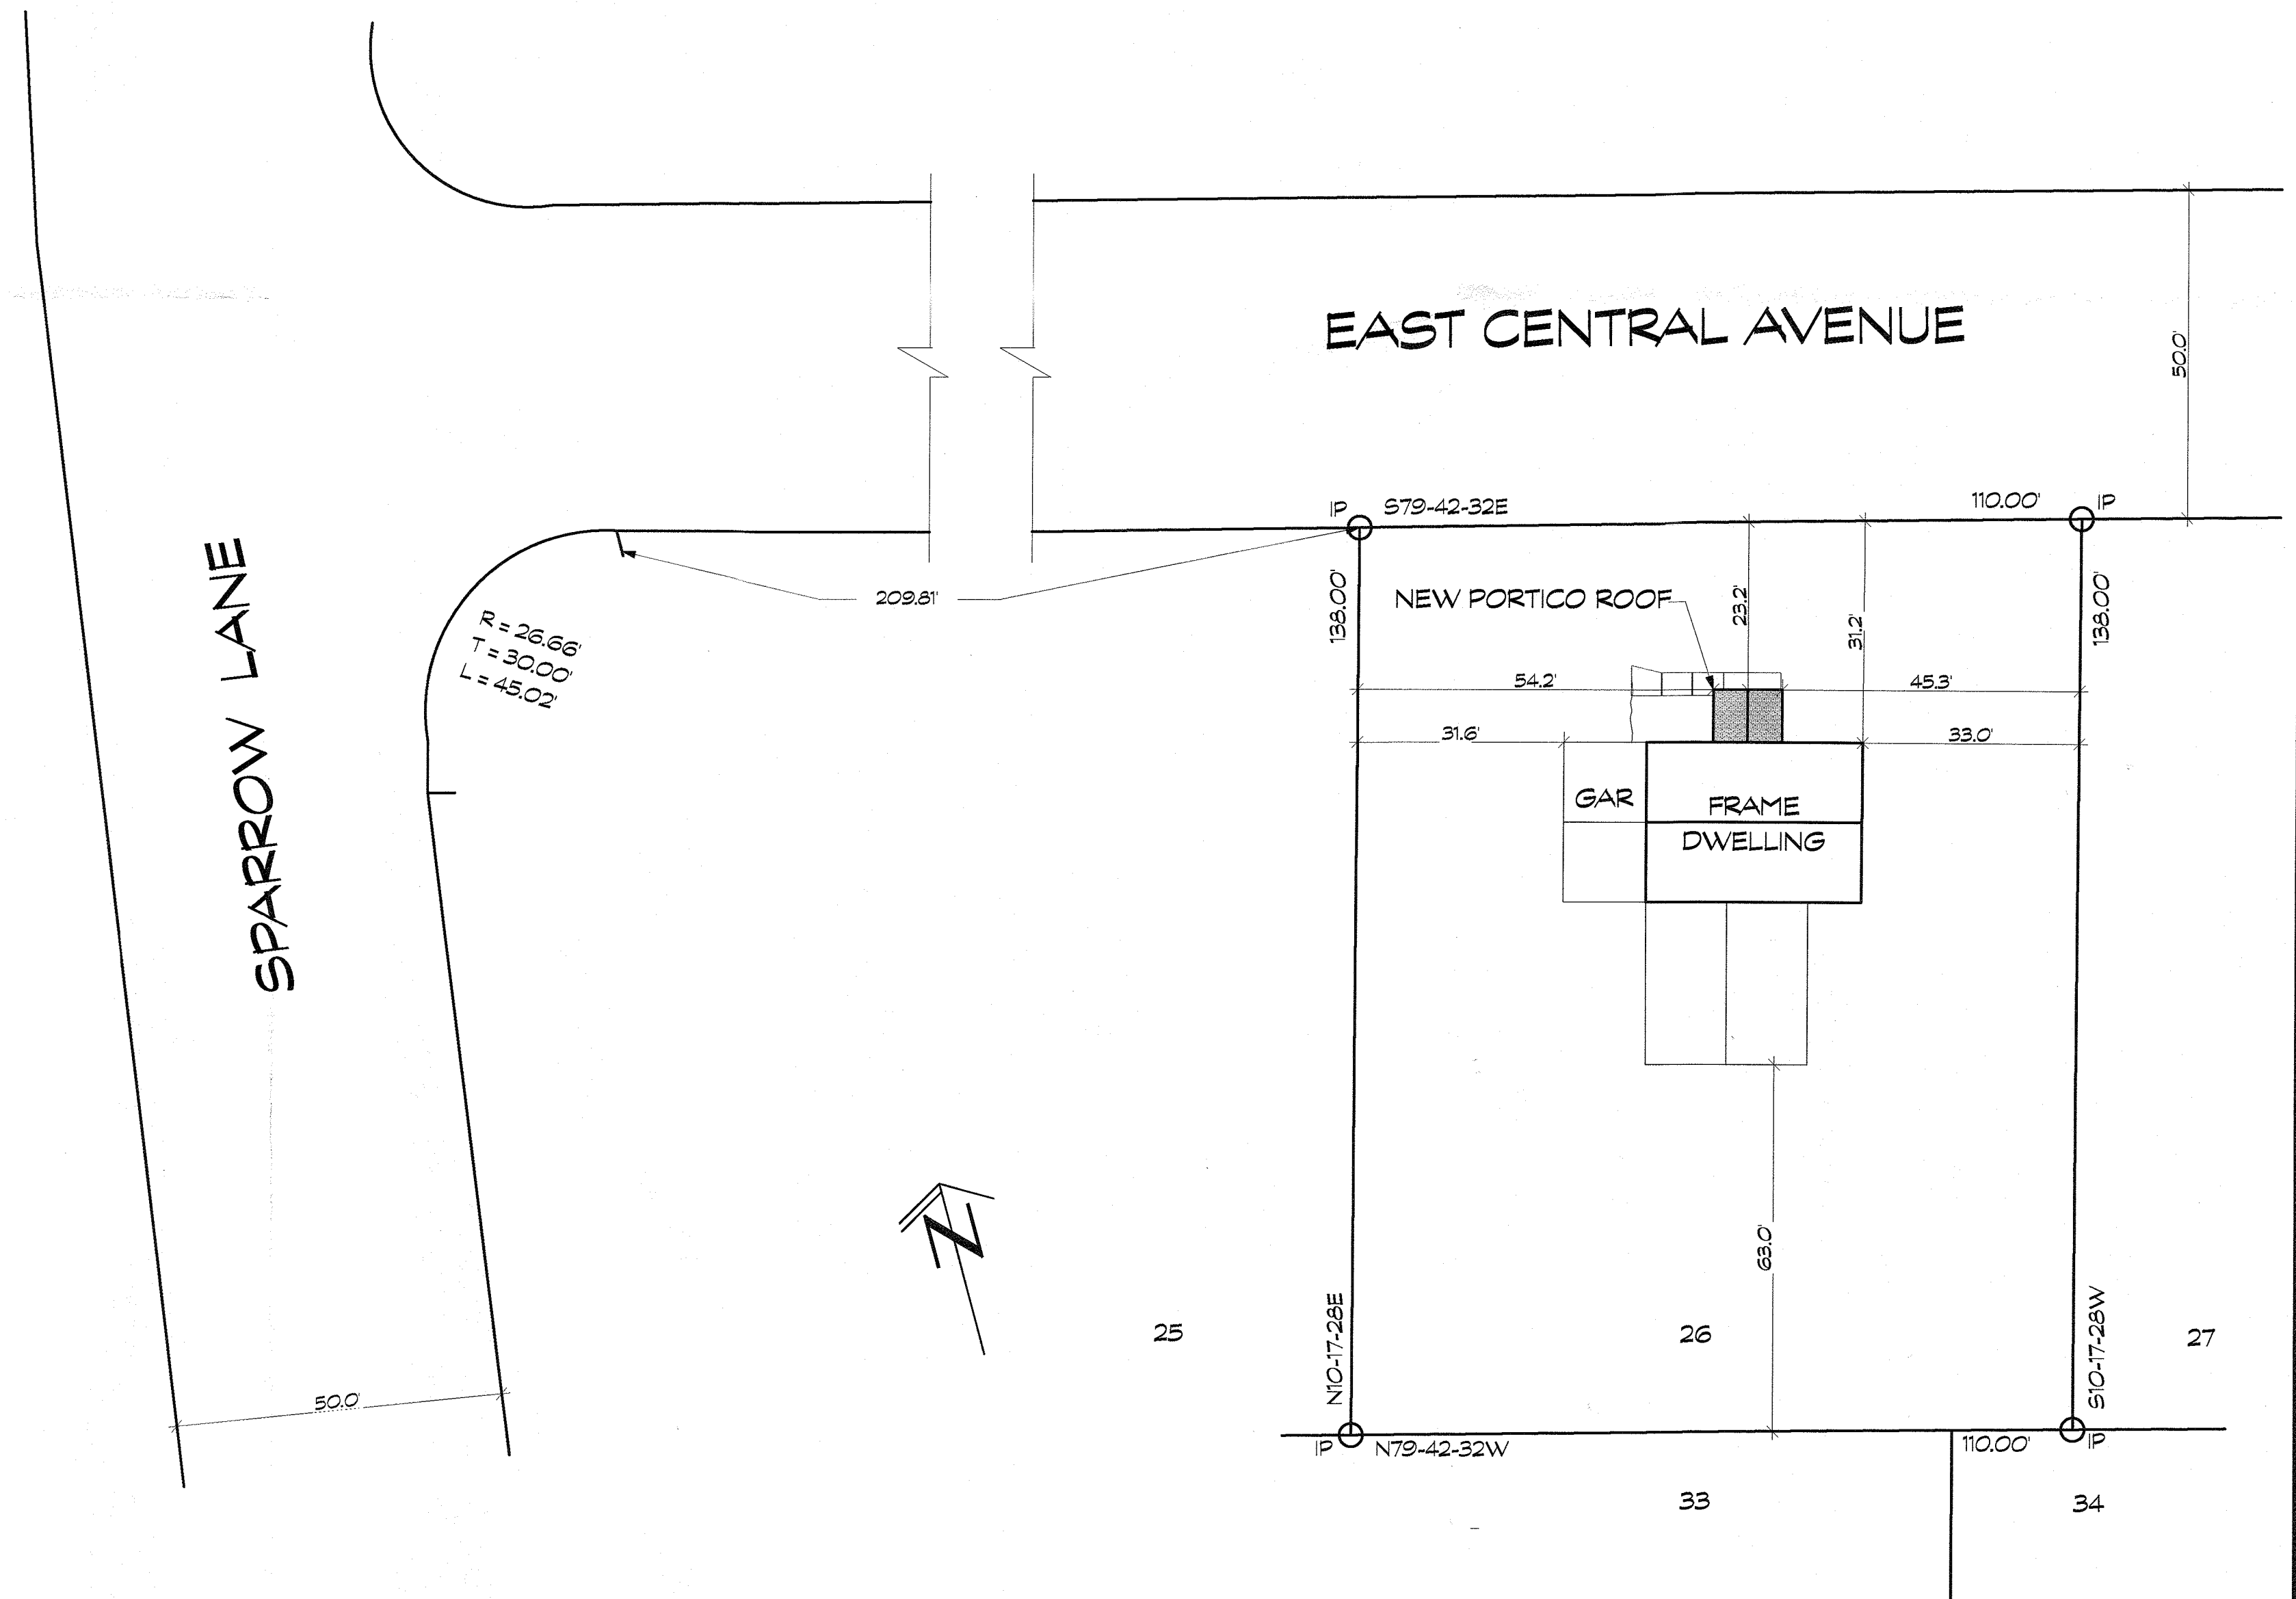 EAST CENTRAL AVENUE
50.0'
IP
S79-42-32E
110.00'
IP
SPARROW LANE
209.81'
R = 26.66'
T = 30.00'
L = 45.02'
138.00'
NEW PORTICO ROOF
23.2'
31.2'
138.00'
54.2'
45.3'
31.6'
33.0'
GAR
FRAME
DWELLING
N
63.0'
N10-17-28E
S10-17-28W
25
26
27
50.0'
IP
N79-42-32W
110.00'
IP
33
34